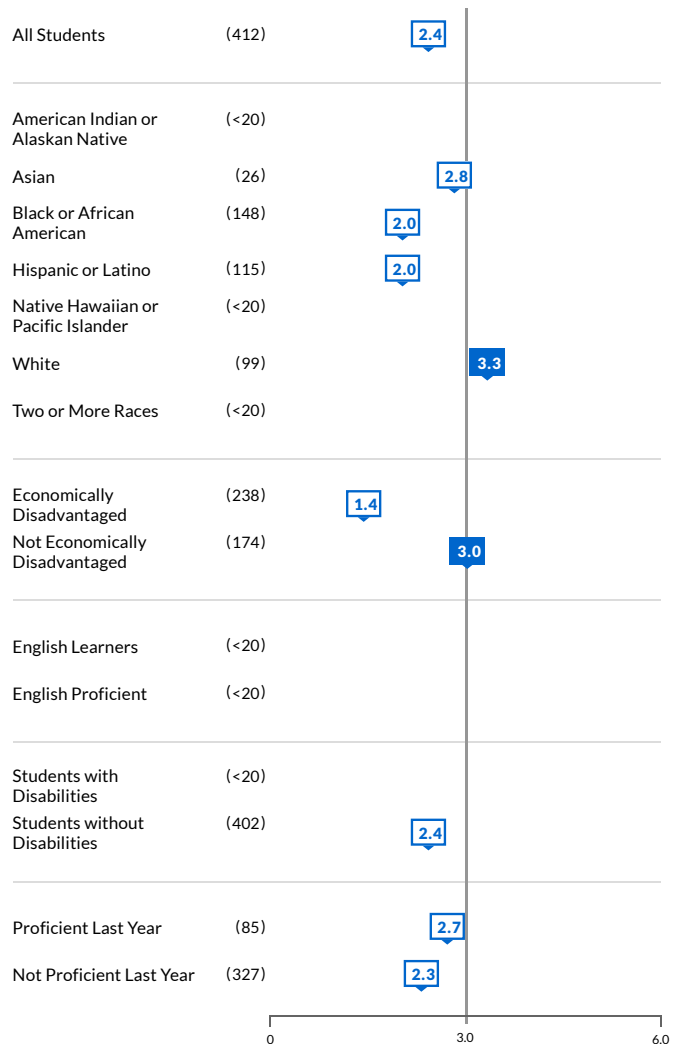 All Students (412) 2.4
American Indian or
Alaskan Native
(<20)
Asian (26) 2.8
Black or African
American
(148) 2.0
Hispanic or Latino (115) 2.0
Native Hawaiian or
Pacific Islander
(<20)
White (99) 3.3
Two or More Races (<20)
Economically
Disadvantaged
(238) 1.4
Not Economically
Disadvantaged
(174) 3.0
English Learners (<20)
English Proficient (<20)
Students with
Disabilities
(<20)
Students without
Disabilities
(402) 2.4
Proficient Last Year (85) 2.7
Not Proficient Last Year (327) 2.3
0 3.0 6.0